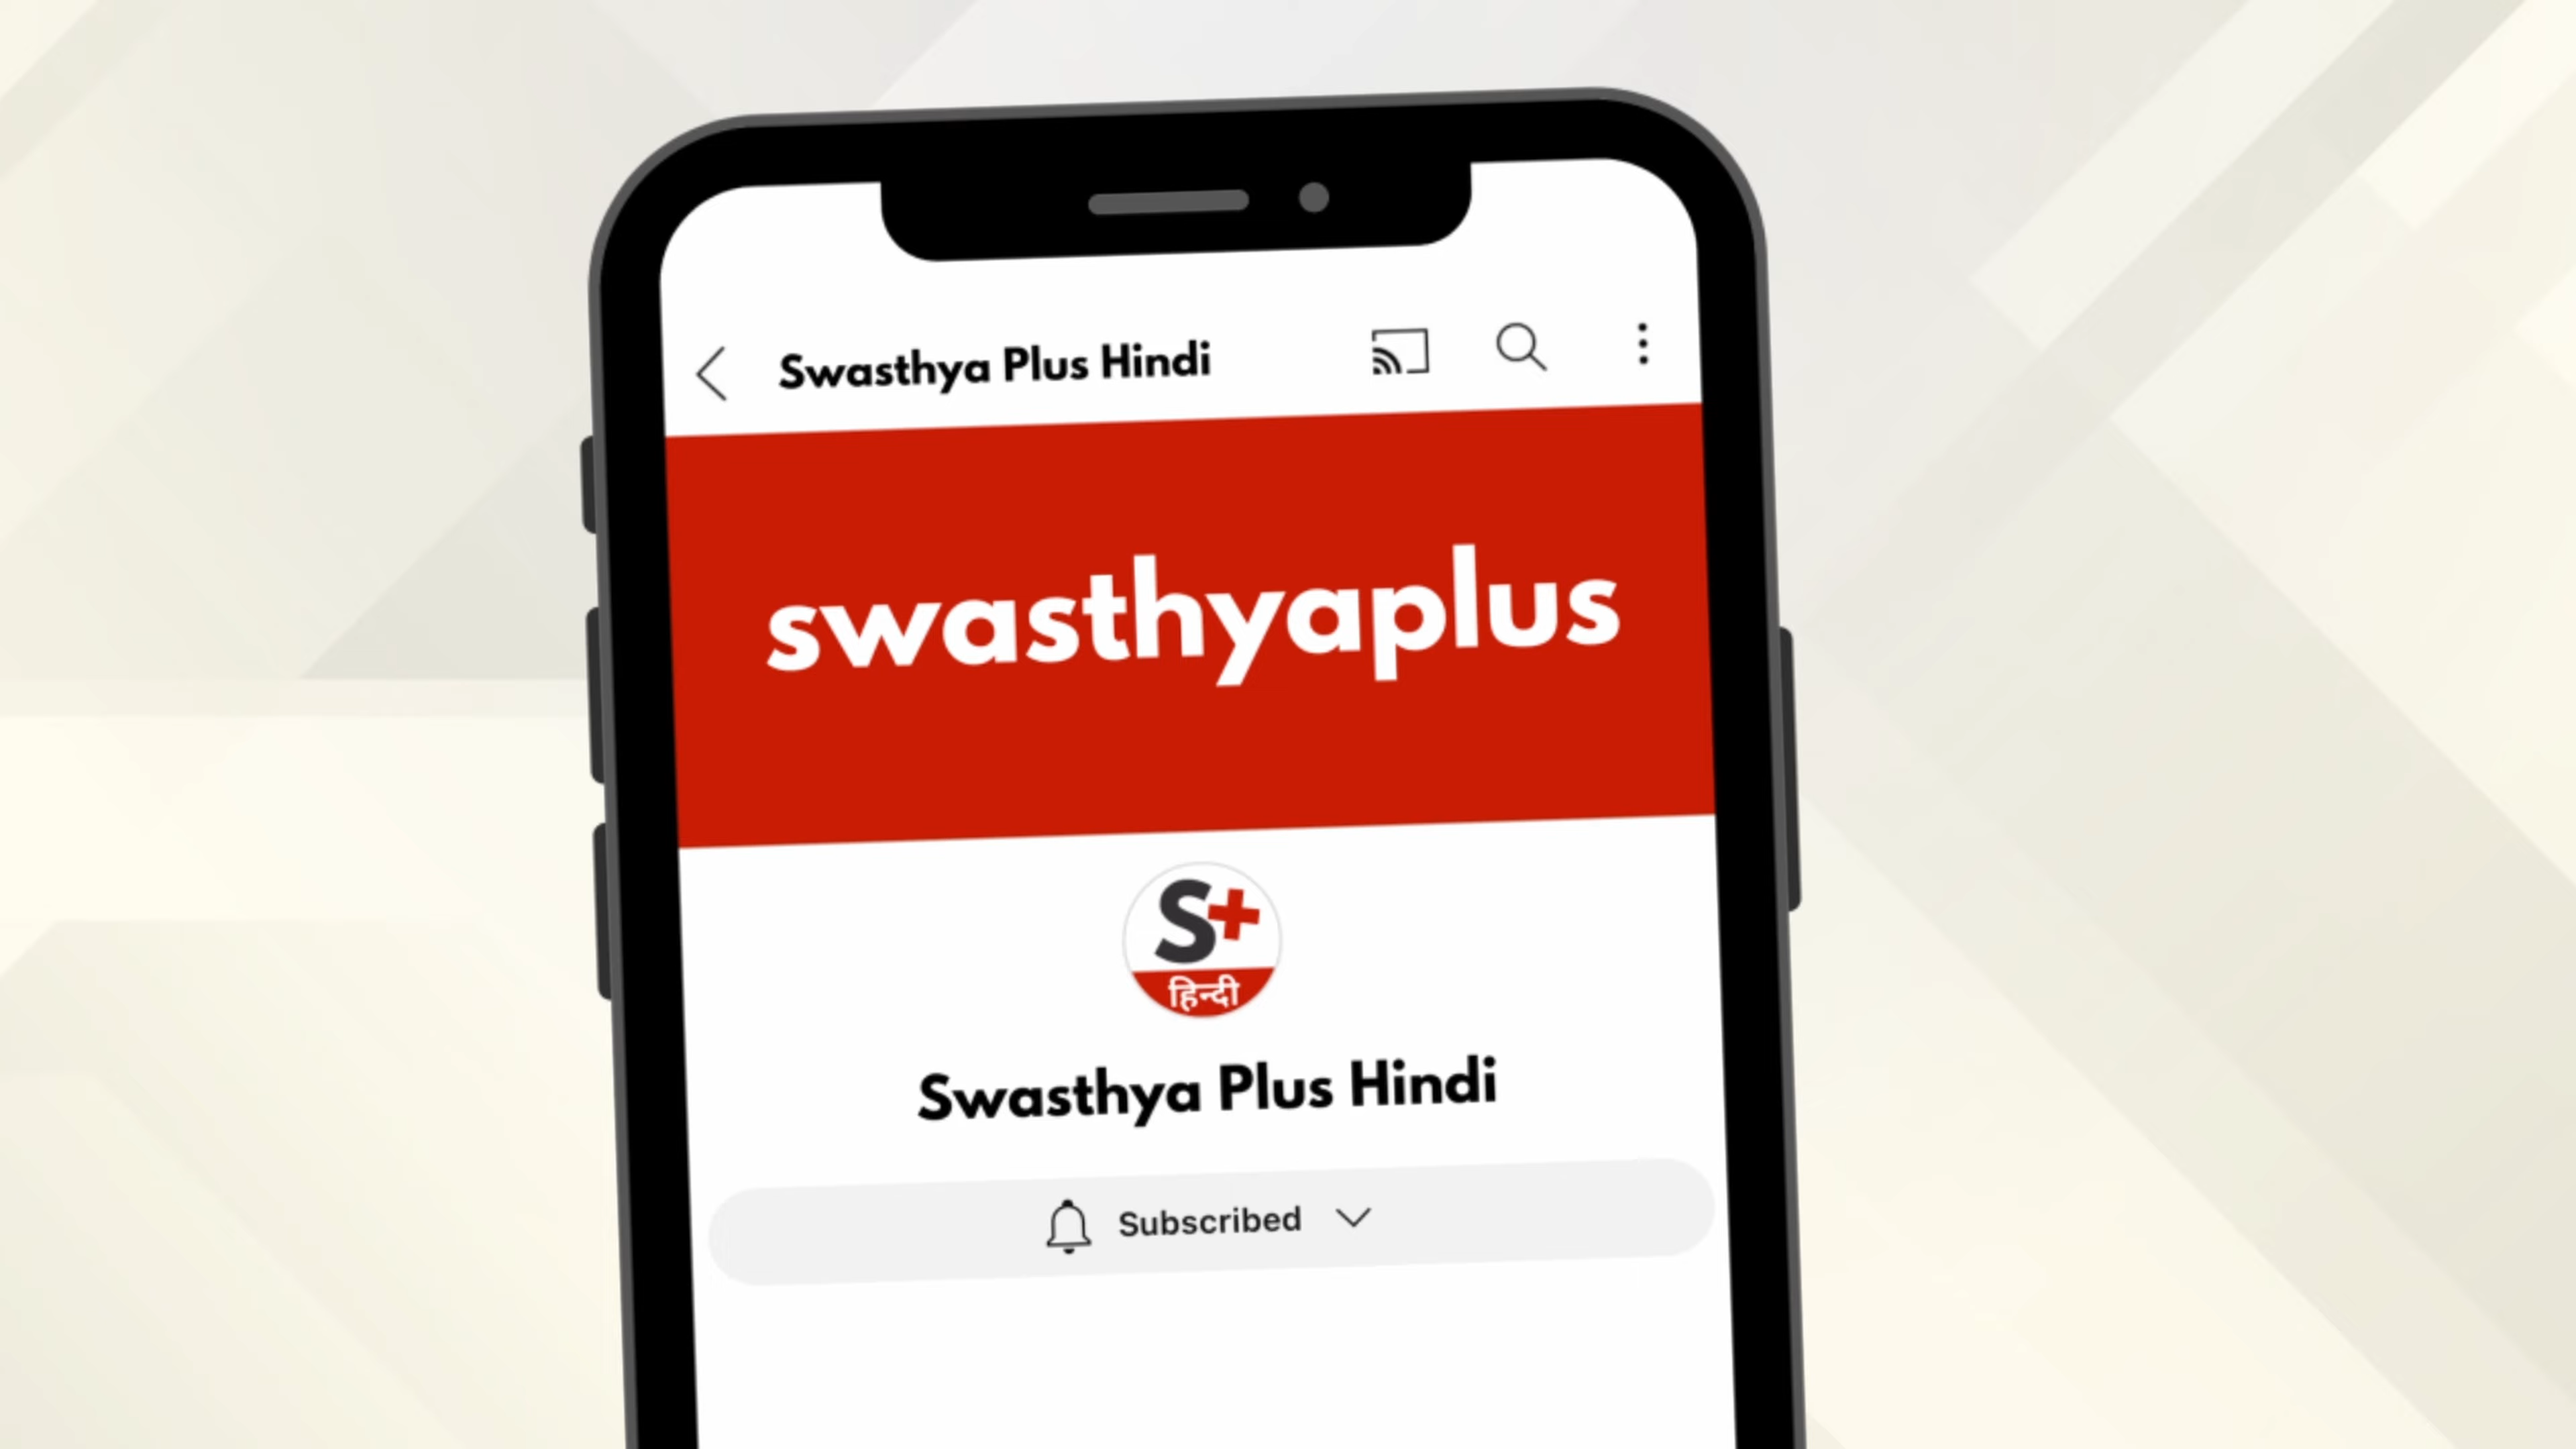 Swasthya Plus Hindi
swasthyaplus
S+
हिन्दी
Swasthya Plus Hindi
Subscribed